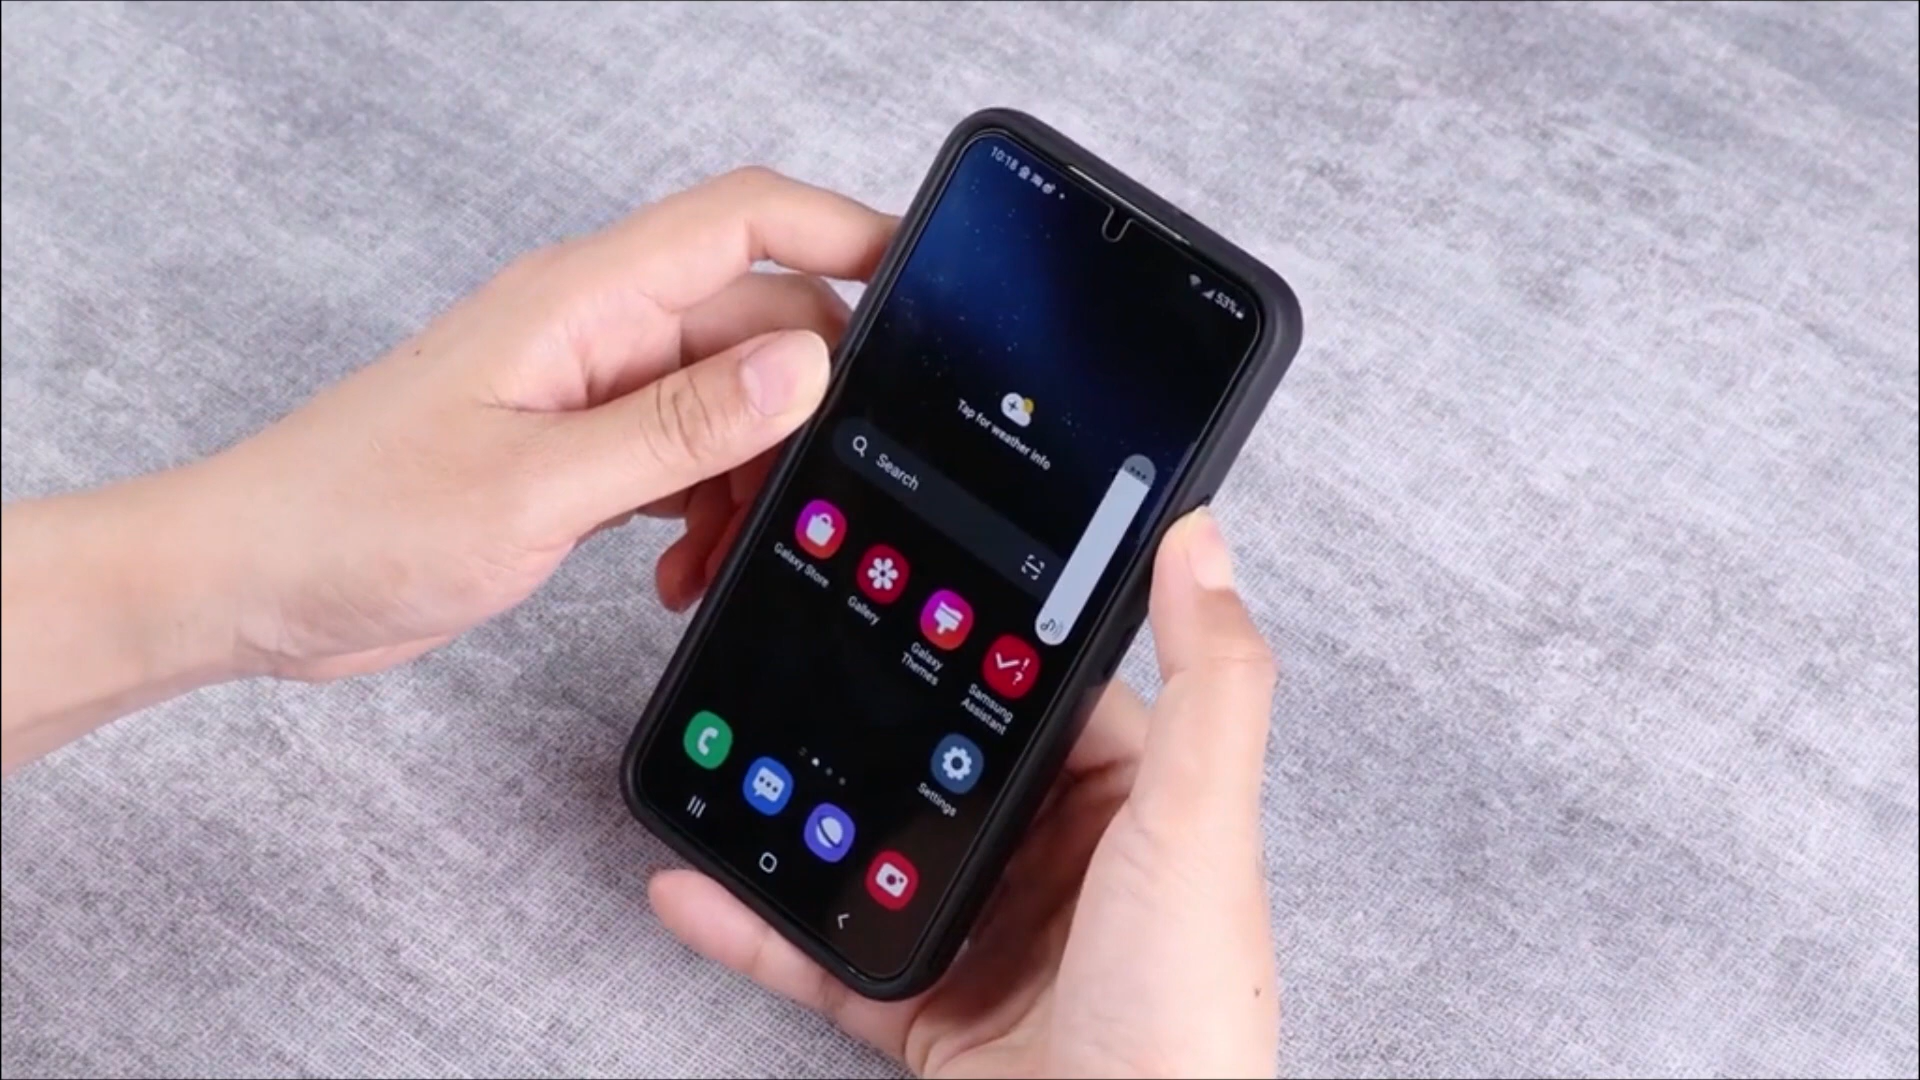 10:18
53%
Tap for weather info
Search
Galaxy Store
Gallery
Galaxy
Themes
Samsung
Assistant
Settings